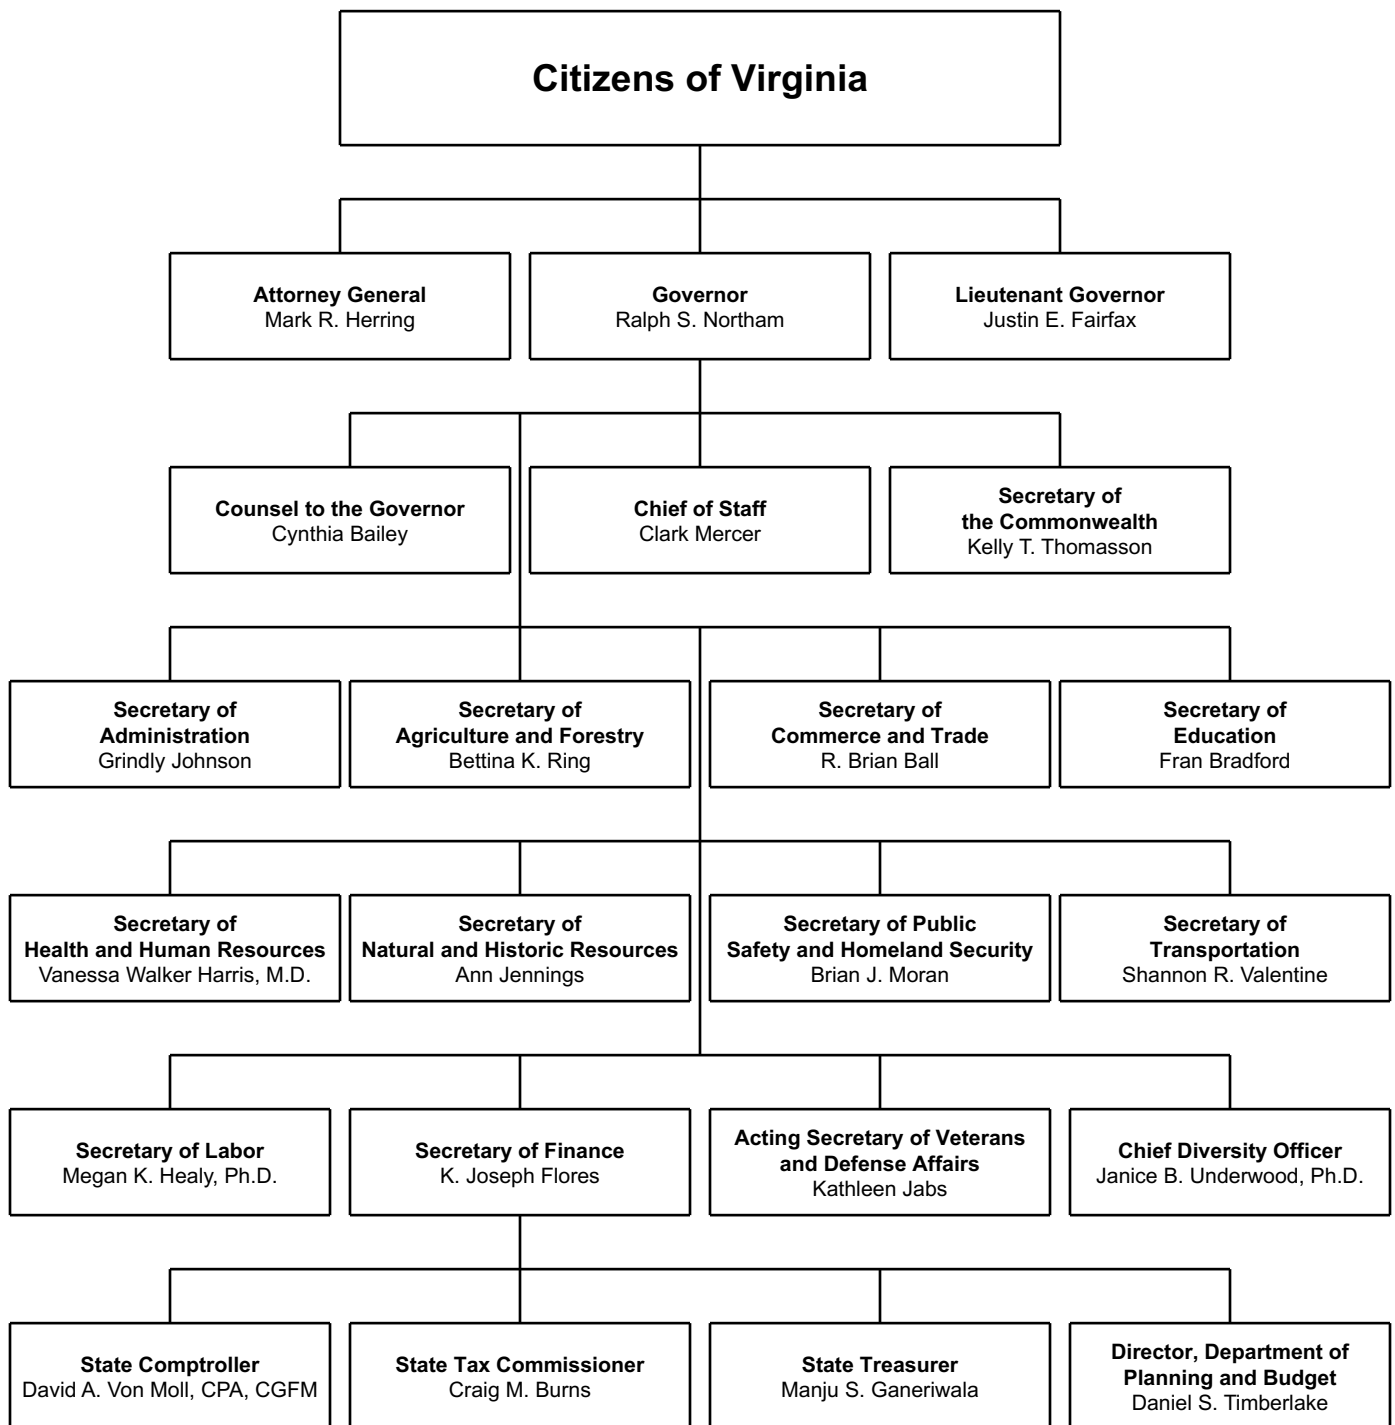 Citizens of Virginia
Attorney General
Mark R. Herring
Governor
Ralph S. Northam
Lieutenant Governor
Justin E. Fairfax
Counsel to the Governor
Cynthia Bailey
Chief of Staff
Clark Mercer
Secretary of
the Commonwealth
Kelly T. Thomasson
Secretary of
Administration
Grindly Johnson
Secretary of
Agriculture and Forestry
Bettina K. Ring
Secretary of
Commerce and Trade
R. Brian Ball
Secretary of
Education
Fran Bradford
Secretary of
Health and Human Resources
Vanessa Walker Harris, M.D.
Secretary of
Natural and Historic Resources
Ann Jennings
Secretary of Public
Safety and Homeland Security
Brian J. Moran
Secretary of
Transportation
Shannon R. Valentine
Secretary of Labor
Megan K. Healy, Ph.D.
Secretary of Finance
K. Joseph Flores
Acting Secretary of Veterans
and Defense Affairs
Kathleen Jabs
Chief Diversity Officer
Janice B. Underwood, Ph.D.
State Comptroller
David A. Von Moll, CPA, CGFM
State Tax Commissioner
Craig M. Burns
State Treasurer
Manju S. Ganeriwala
Director, Department of
Planning and Budget
Daniel S. Timberlake